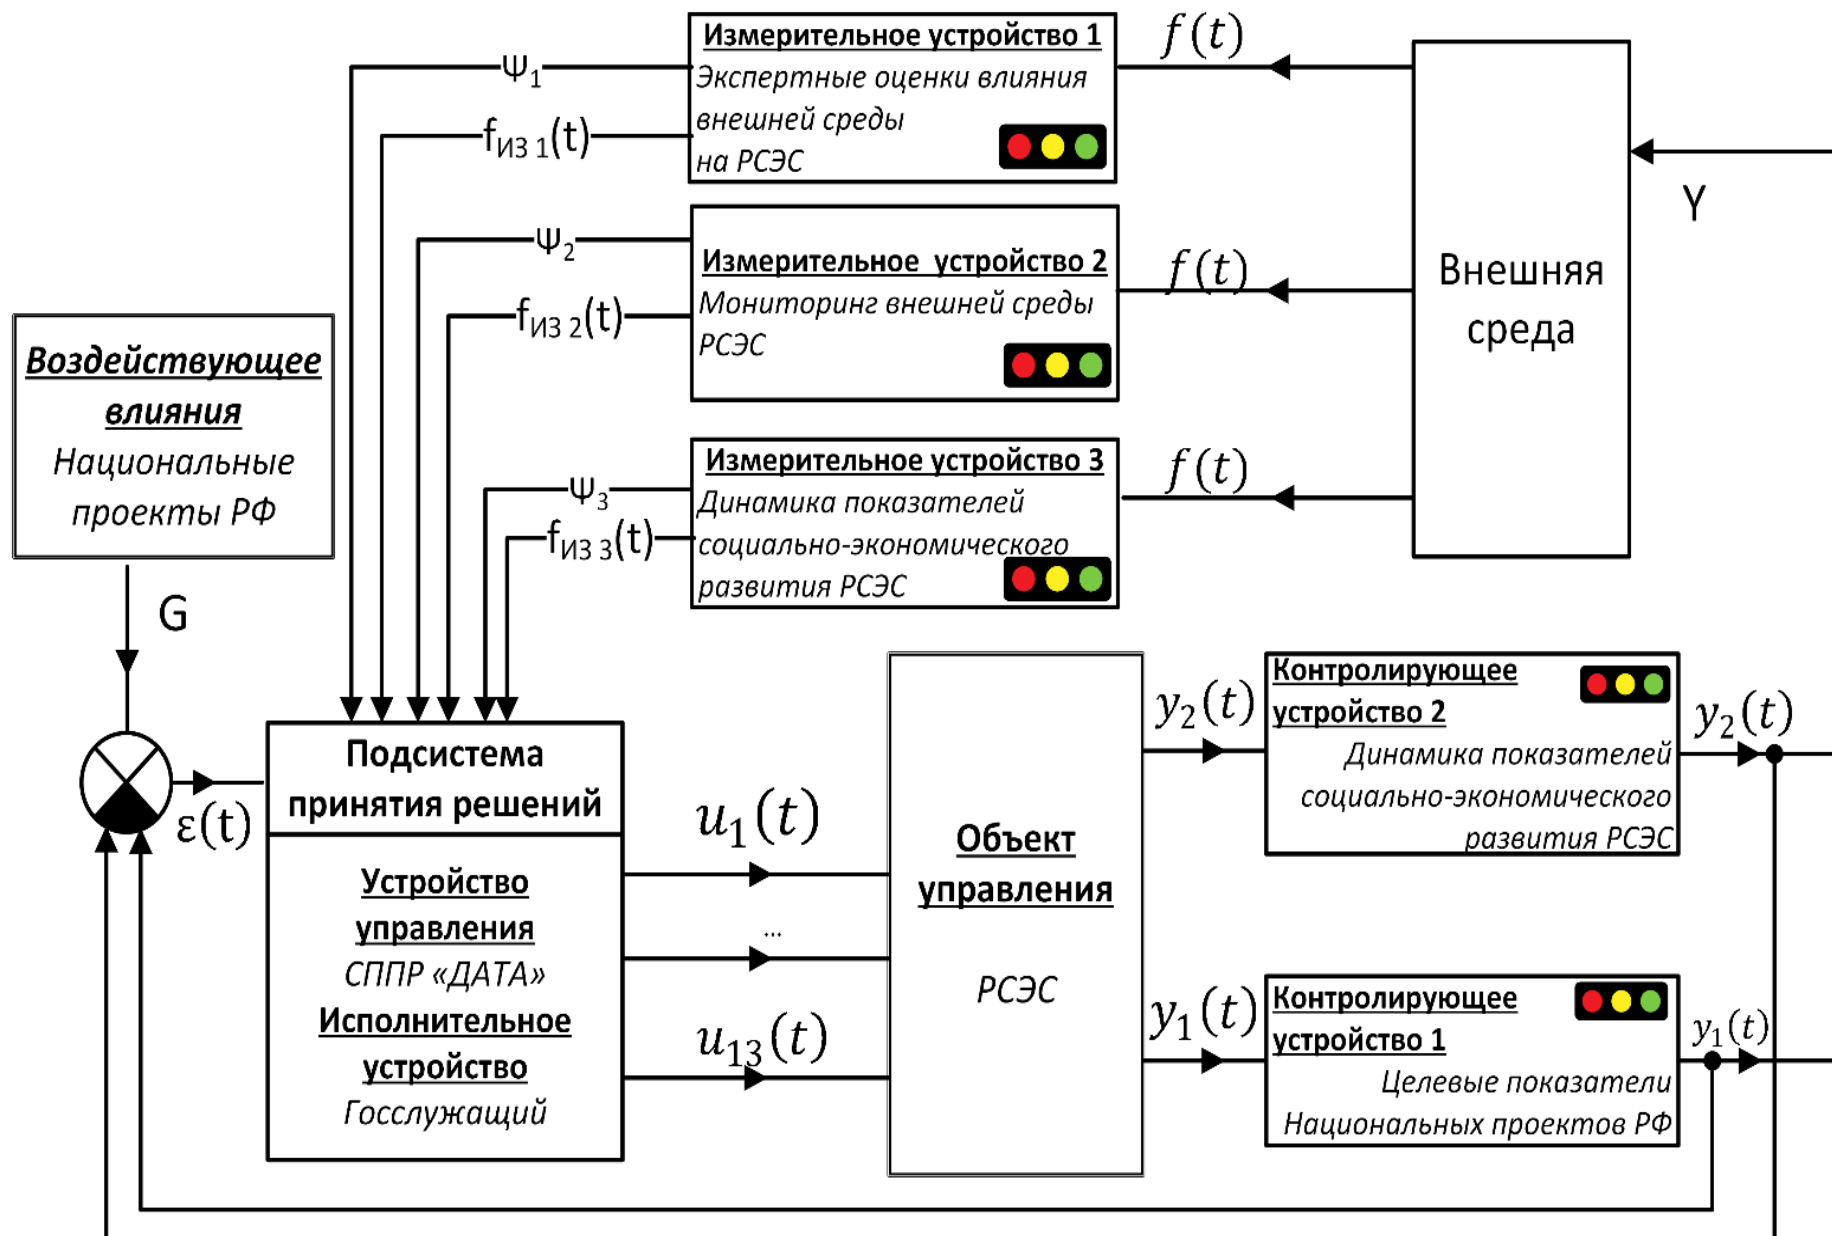 Измерительное устройство 1
Экспертные оценки влияния
внешней среды
на РСЭС
Ψ₁
f ИЗ 1(t)
f(t)
Измерительное устройство 2
Мониторинг внешней среды
РСЭС
Ψ₂
f ИЗ 2(t)
f(t)
Измерительное устройство 3
Динамика показателей
социально-экономического
развития РСЭС
Ψ₃
f ИЗ 3(t)
f(t)
Внешняя
среда
Y
Воздействующее
влияния
Национальные
проекты РФ
G
ε(t)
Подсистема
принятия решений
Устройство
управления
СППР «ДАТА»
Исполнительное
устройство
Госслужащий
u₁(t)
...
u₁₃(t)
Объект
управления
РСЭС
y₂(t)
Контролирующее
устройство 2
Динамика показателей
социально-экономического
развития РСЭС
y₂(t)
y₁(t)
Контролирующее
устройство 1
Целевые показатели
Национальных проектов РФ
y₁(t)